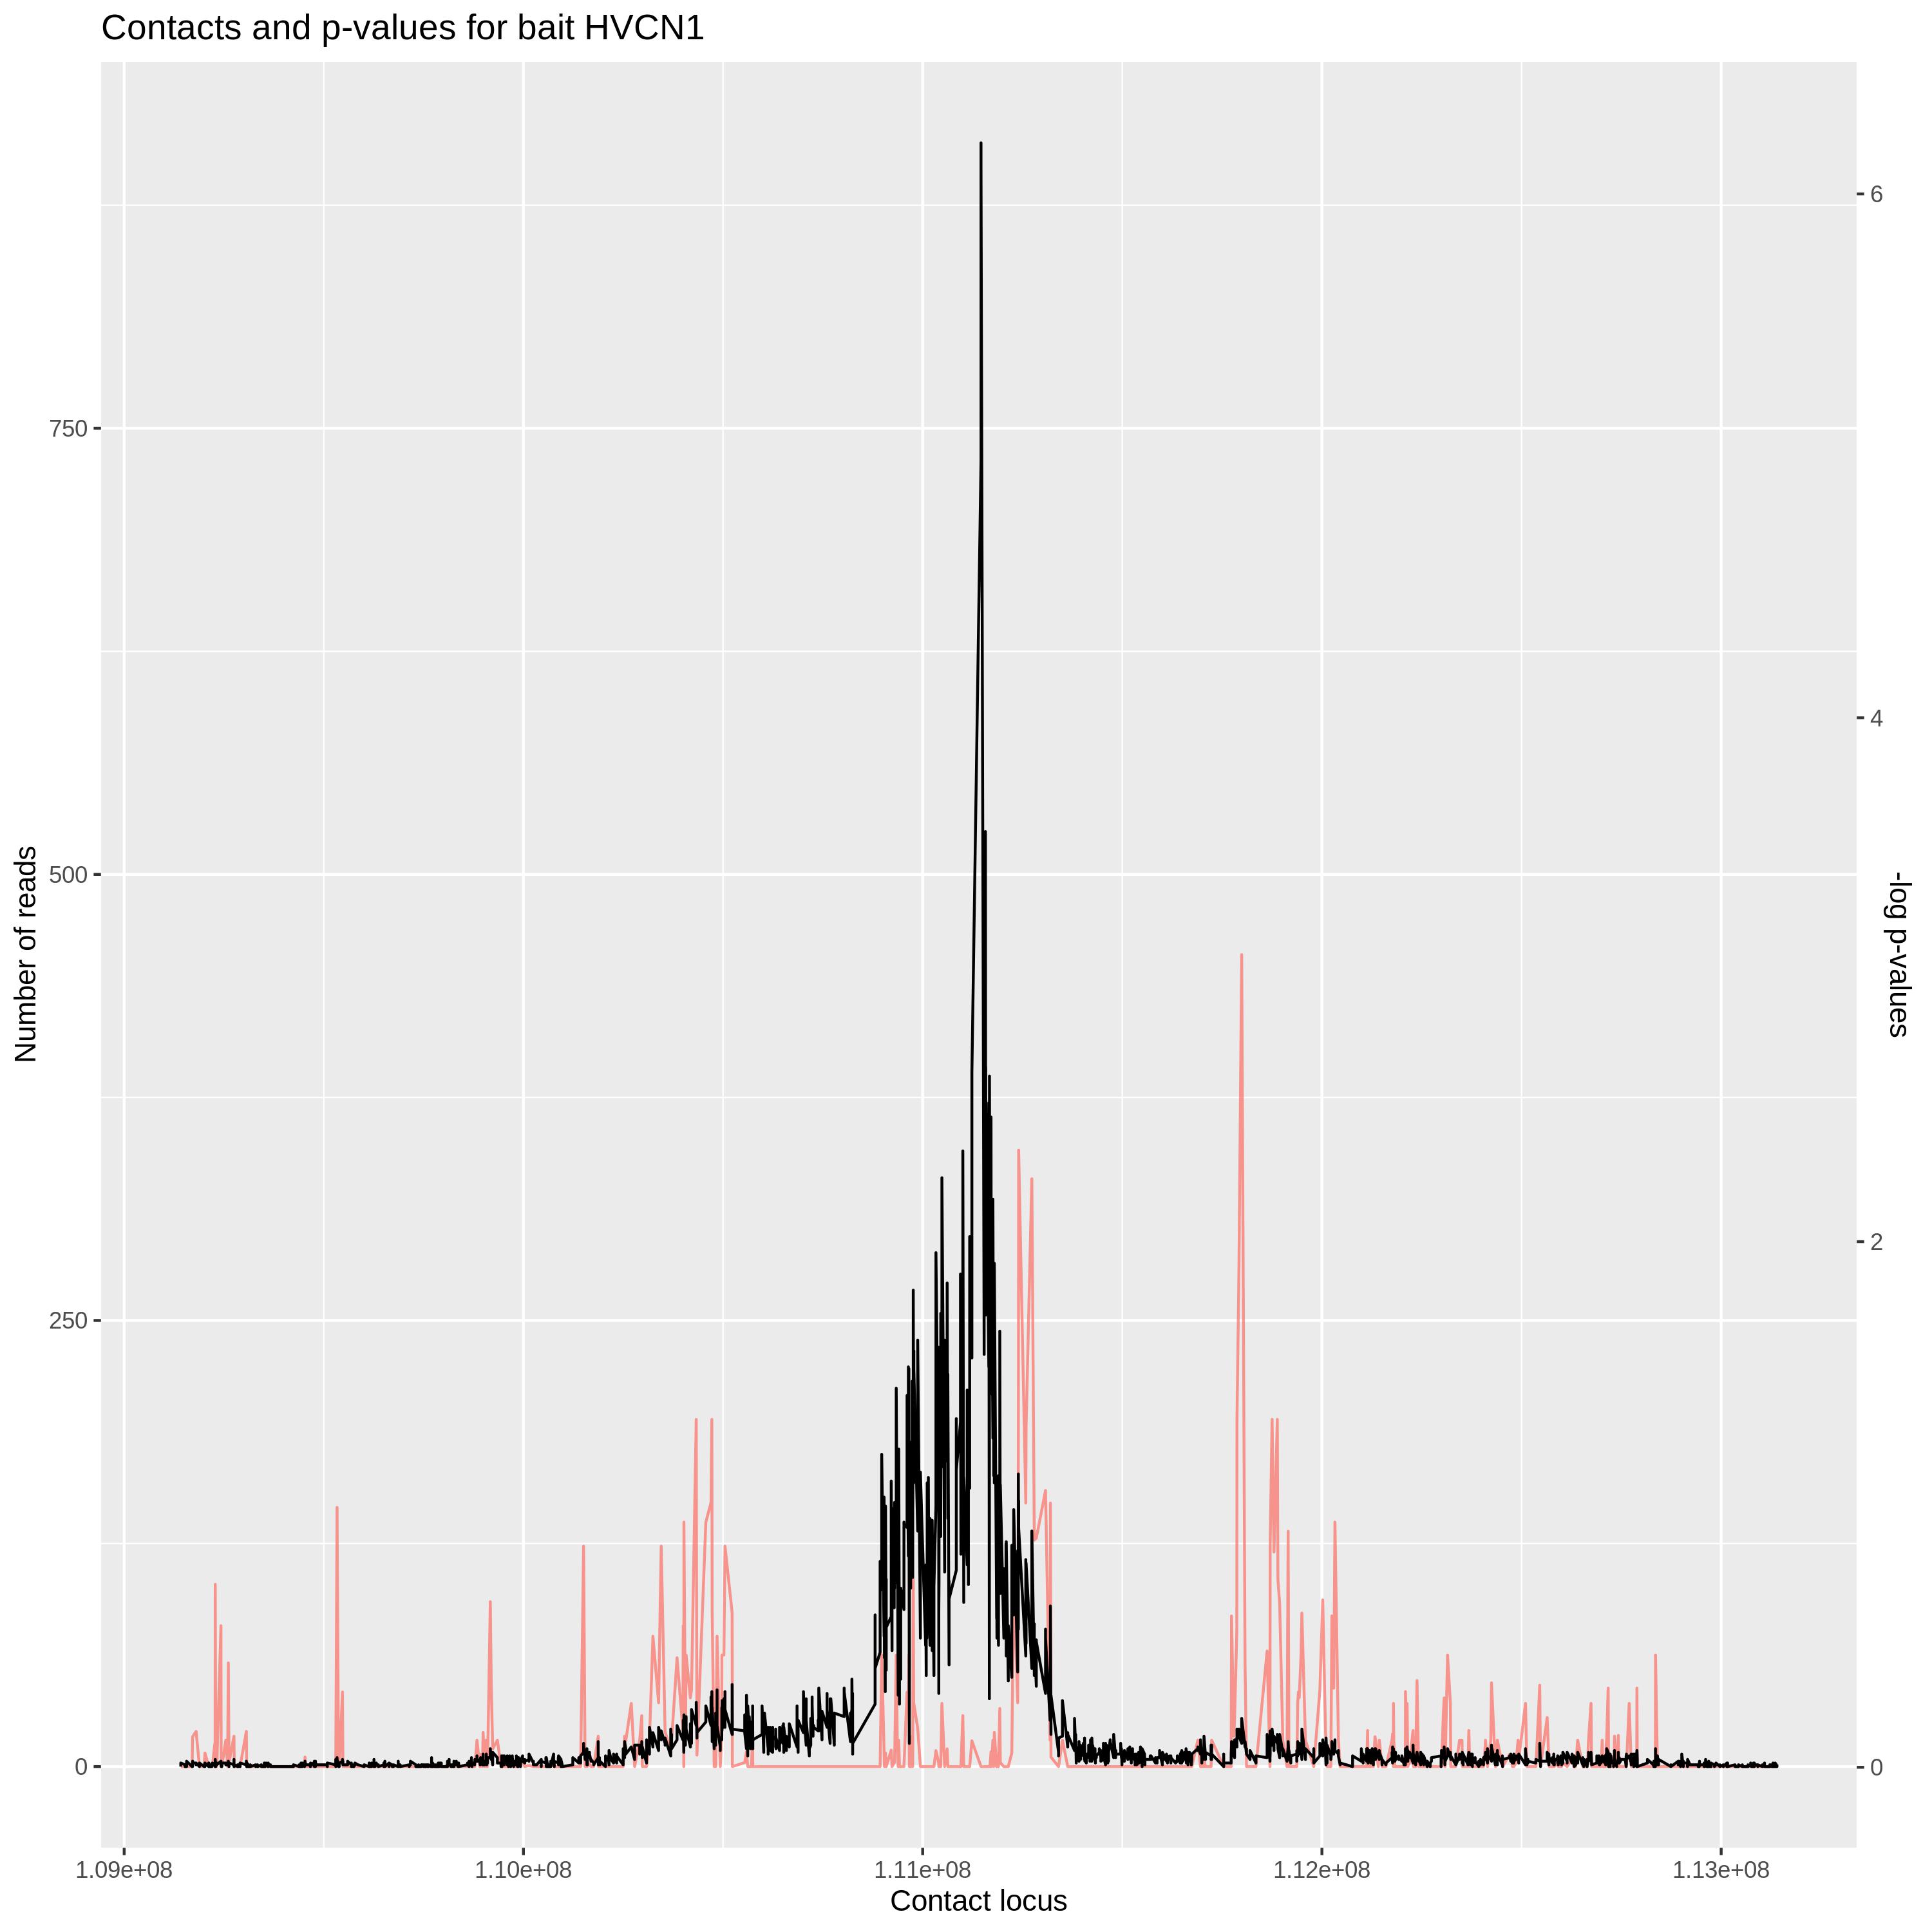 Contacts and p-values for bait HVCN1
Number of reads
750
500
250
0
6
4
2
0
-log p-values
1.09e+08
1.10e+08
1.11e+08
1.12e+08
1.13e+08
Contact locus